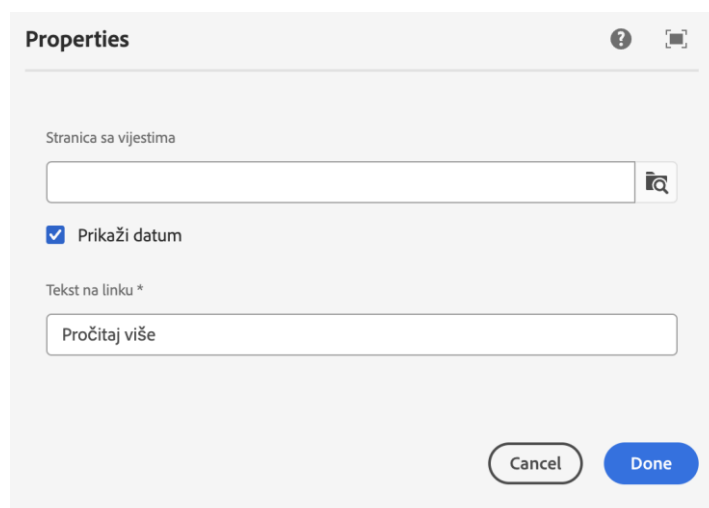 Properties
Stranica sa vijestima
Prikaži datum
Tekst na linku *
Pročitaj više
Cancel
Done